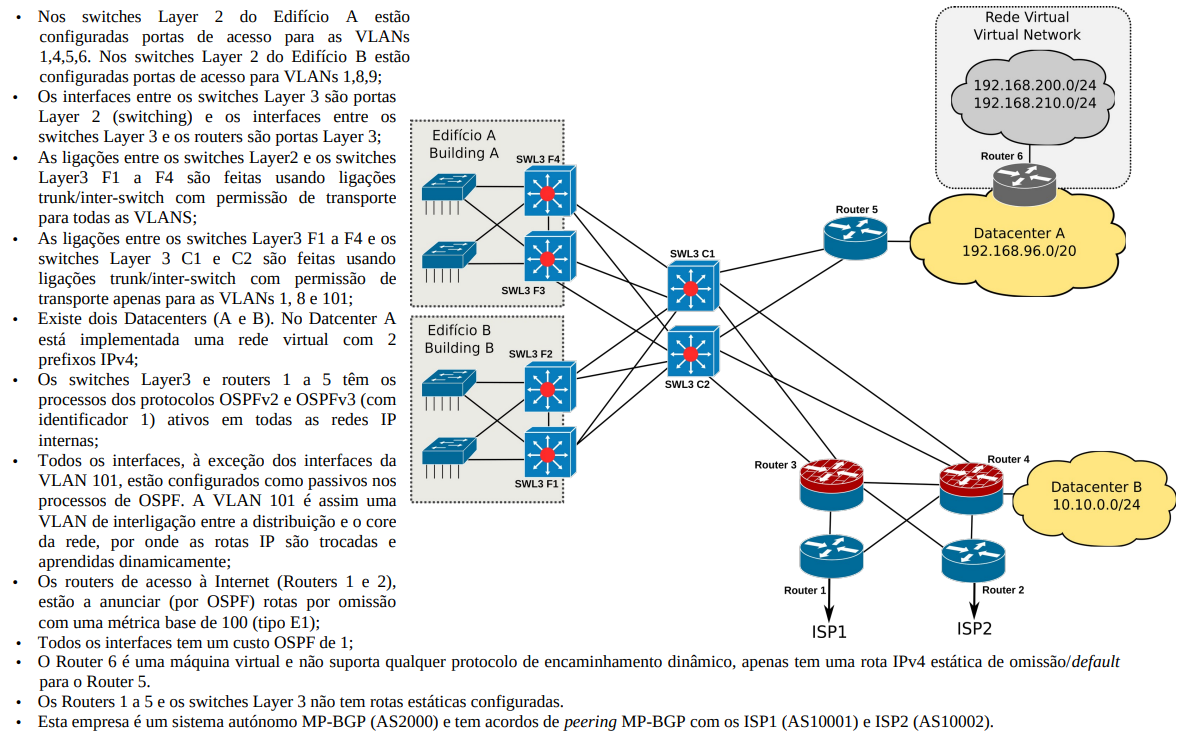 • Nos switches Layer 2 do Edifício A estão
configuradas portas de acesso para as VLANs
1,4,5,6. Nos switches Layer 2 do Edifício B estão
configuradas portas de acesso para VLANs 1,8,9;
• Os interfaces entre os switches Layer 3 são portas
Layer 2 (switching) e os interfaces entre os
switches Layer 3 e os routers são portas Layer 3;
• As ligações entre os switches Layer2 e os switches
Layer3 F1 a F4 são feitas usando ligações
trunk/inter-switch com permissão de transporte
para todas as VLANS;
• As ligações entre os switches Layer3 F1 a F4 e os
switches Layer 3 C1 e C2 são feitas usando
ligações trunk/inter-switch com permissão de
transporte apenas para as VLANs 1, 8 e 101;
• Existe dois Datacenters (A e B). No Datcenter A
está implementada uma rede virtual com 2
prefixos IPv4;
• Os switches Layer3 e routers 1 a 5 têm os
processos dos protocolos OSPFv2 e OSPFv3 (com
identificador 1) ativos em todas as redes IP
internas;
• Todos os interfaces, à exceção dos interfaces da
VLAN 101, estão configurados como passivos nos
processos de OSPF. A VLAN 101 é assim uma
VLAN de interligação entre a distribuição e o core
da rede, por onde as rotas IP são trocadas e
aprendidas dinamicamente;
• Os routers de acesso à Internet (Routers 1 e 2),
estão a anunciar (por OSPF) rotas por omissão
com uma métrica base de 100 (tipo E1);
• Todos os interfaces tem um custo OSPF de 1;
• O Router 6 é uma máquina virtual e não suporta qualquer protocolo de encaminhamento dinâmico, apenas tem uma rota IPv4 estática de omissão/default
para o Router 5.
• Os Routers 1 a 5 e os switches Layer 3 não tem rotas estáticas configuradas.
• Esta empresa é um sistema autónomo MP-BGP (AS2000) e tem acordos de peering MP-BGP com os ISP1 (AS10001) e ISP2 (AS10002).
Edifício A
Building A
SWL3 F4
SWL3 F3
Edifício B
Building B
SWL3 F2
SWL3 F1
SWL3 C1
SWL3 C2
Rede Virtual
Virtual Network
192.168.200.0/24
192.168.210.0/24
Router 6
Router 5
Datacenter A
192.168.96.0/20
Router 3
Router 4
Datacenter B
10.10.0.0/24
Router 1
Router 2
ISP1
ISP2